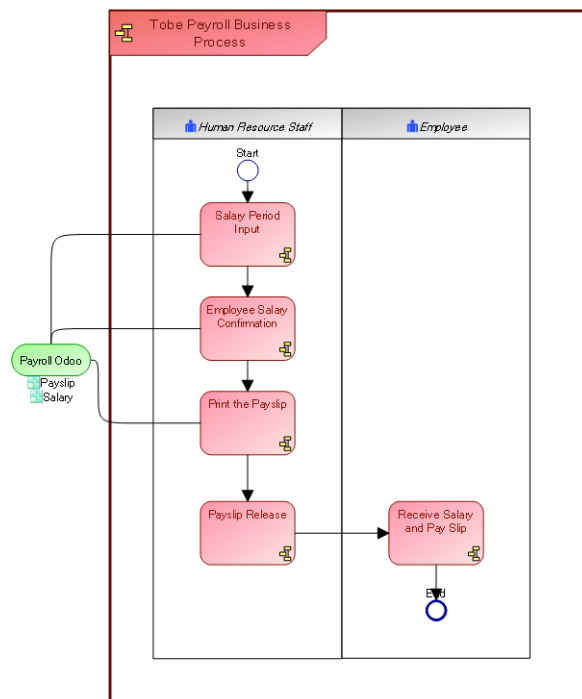 Tobe Payroll Business
Process
Human Resource Staff
Employee
Start
Salary Period
Input
Employee Salary
Confirmation
Payroll Odoo
Payslip
Salary
Print the Payslip
Payslip Release
Receive Salary
and Pay Slip
End